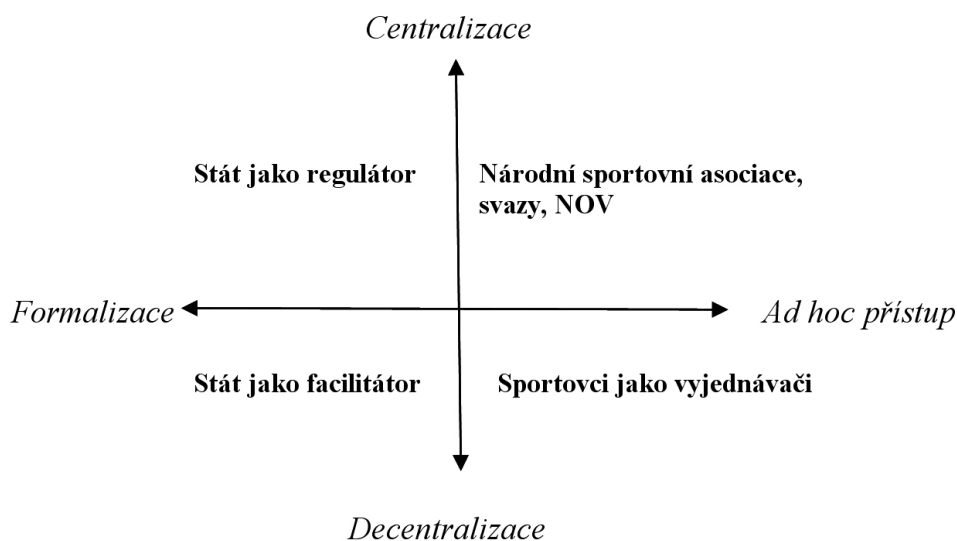 Centralizace
Stát jako regulátor
Národní sportovní asociace,
svazy, NOV
Formalizace
Ad hoc přístup
Stát jako facilitátor
Sportovci jako vyjednávači
Decentralizace